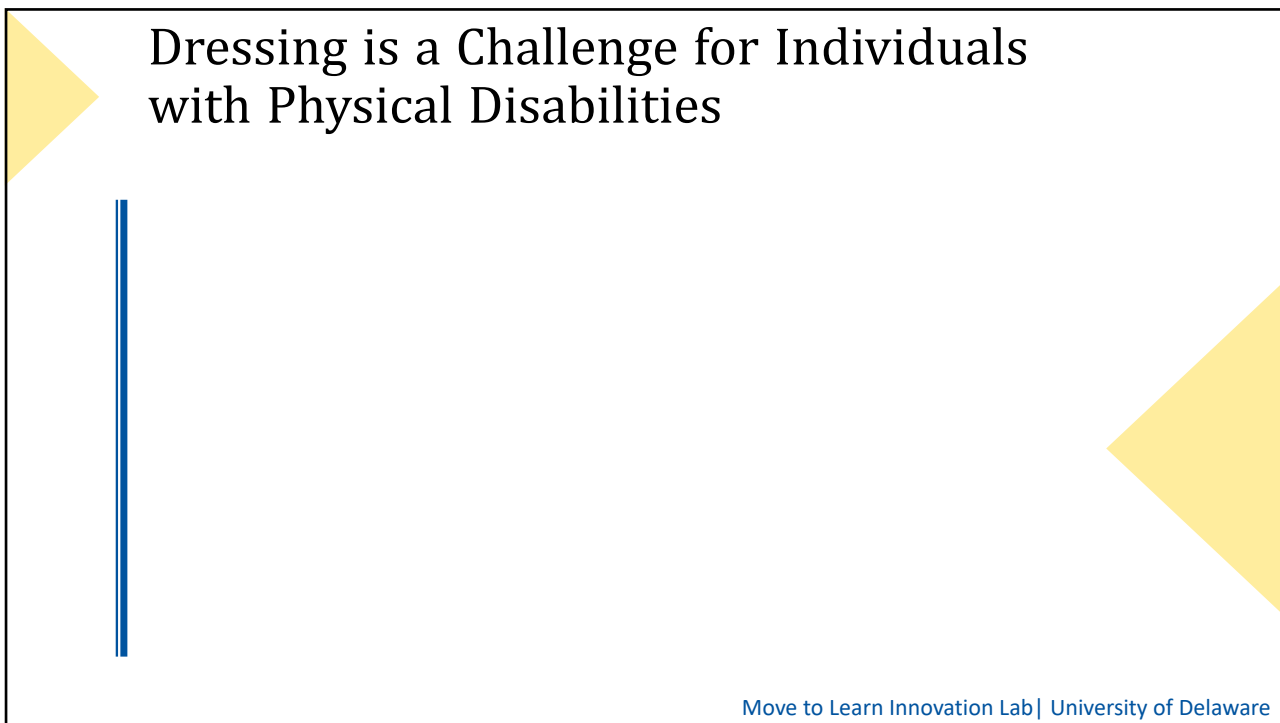 Dressing is a Challenge for Individuals
with Physical Disabilities
Move to Learn Innovation Lab| University of Delaware